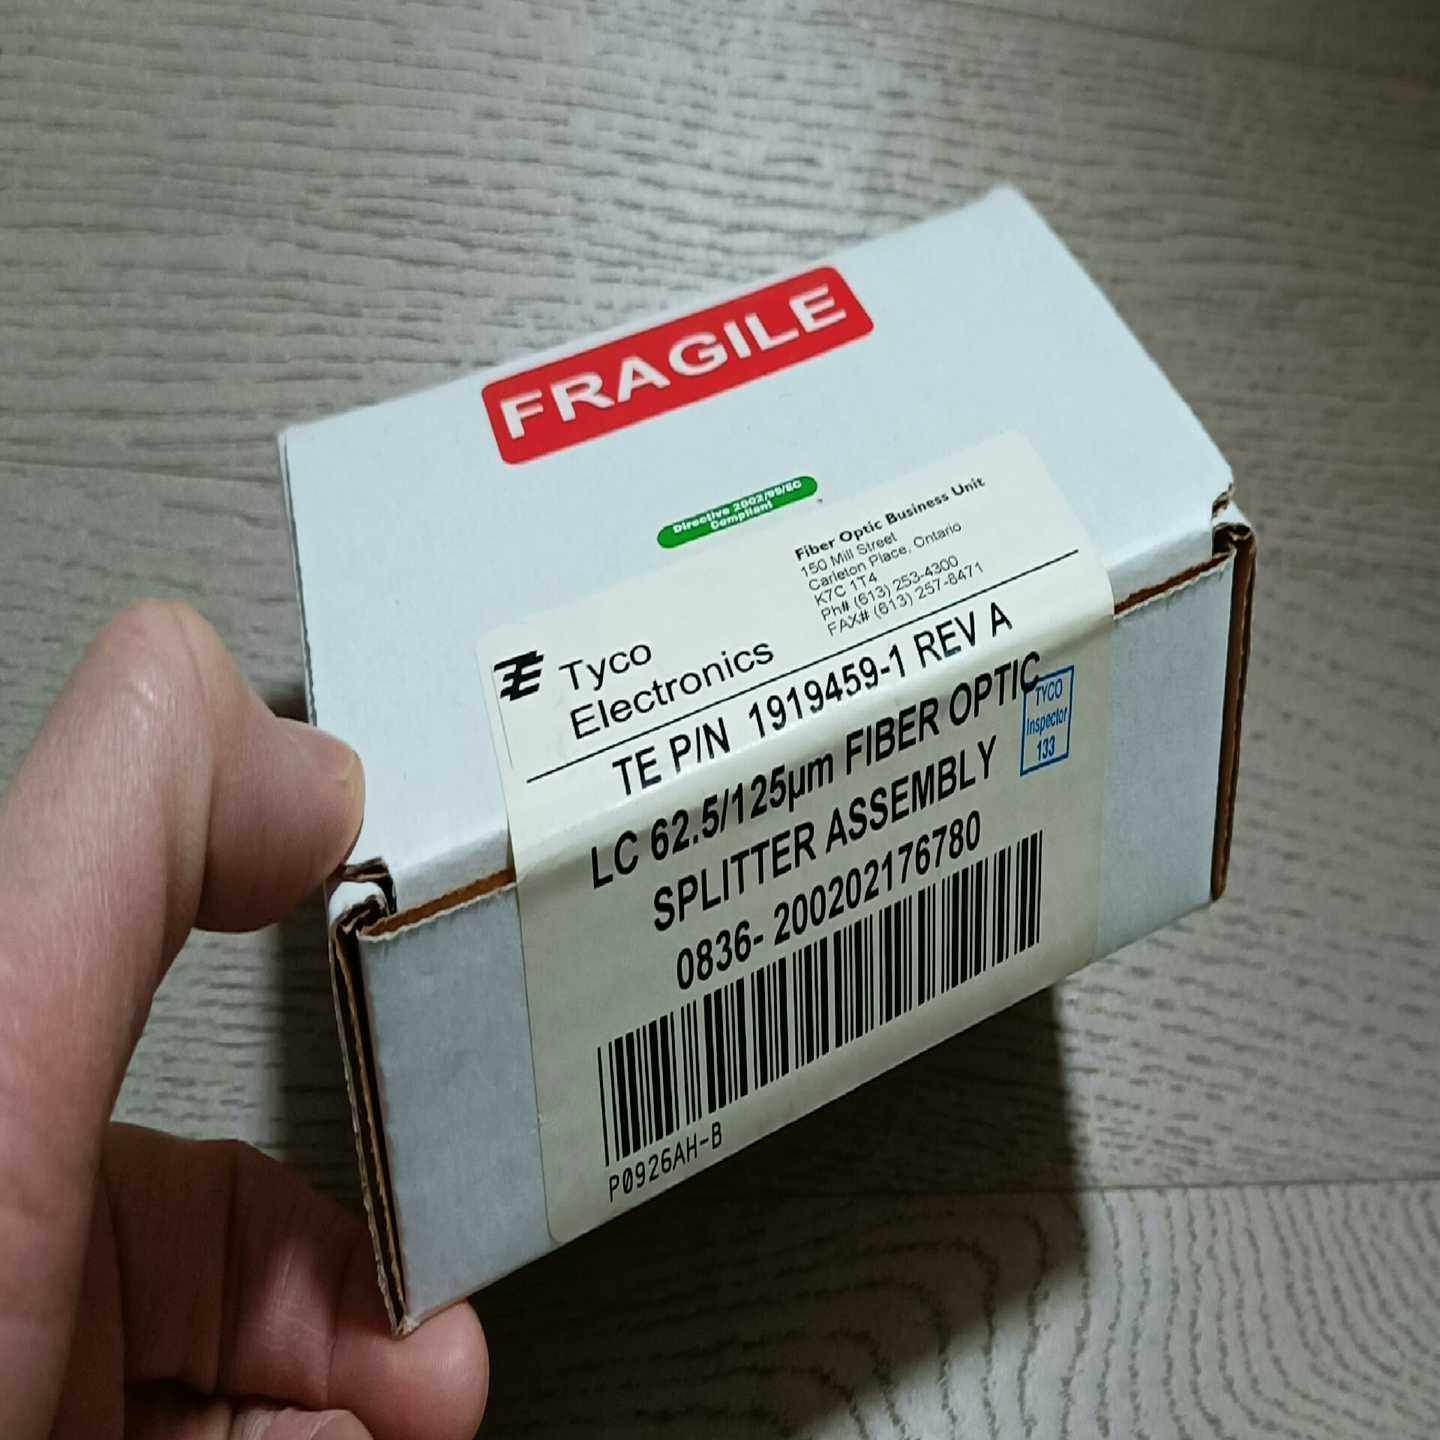 FRAGILE
Directive 2002/95/EC
Compliant
Fiber Optic Business Unit
150 Mill Street
Carleton Place, Ontario
K7C 1T4
Ph# (613) 253-4300
FAX# (613) 257-8471
Tyco
Electronics
TE P/N 1919459-1 REV A
LC 62.5/125µm FIBER OPTIC
SPLITTER ASSEMBLY
0836- 200202176780
TYCO
Inspector
133
P0926AH-B